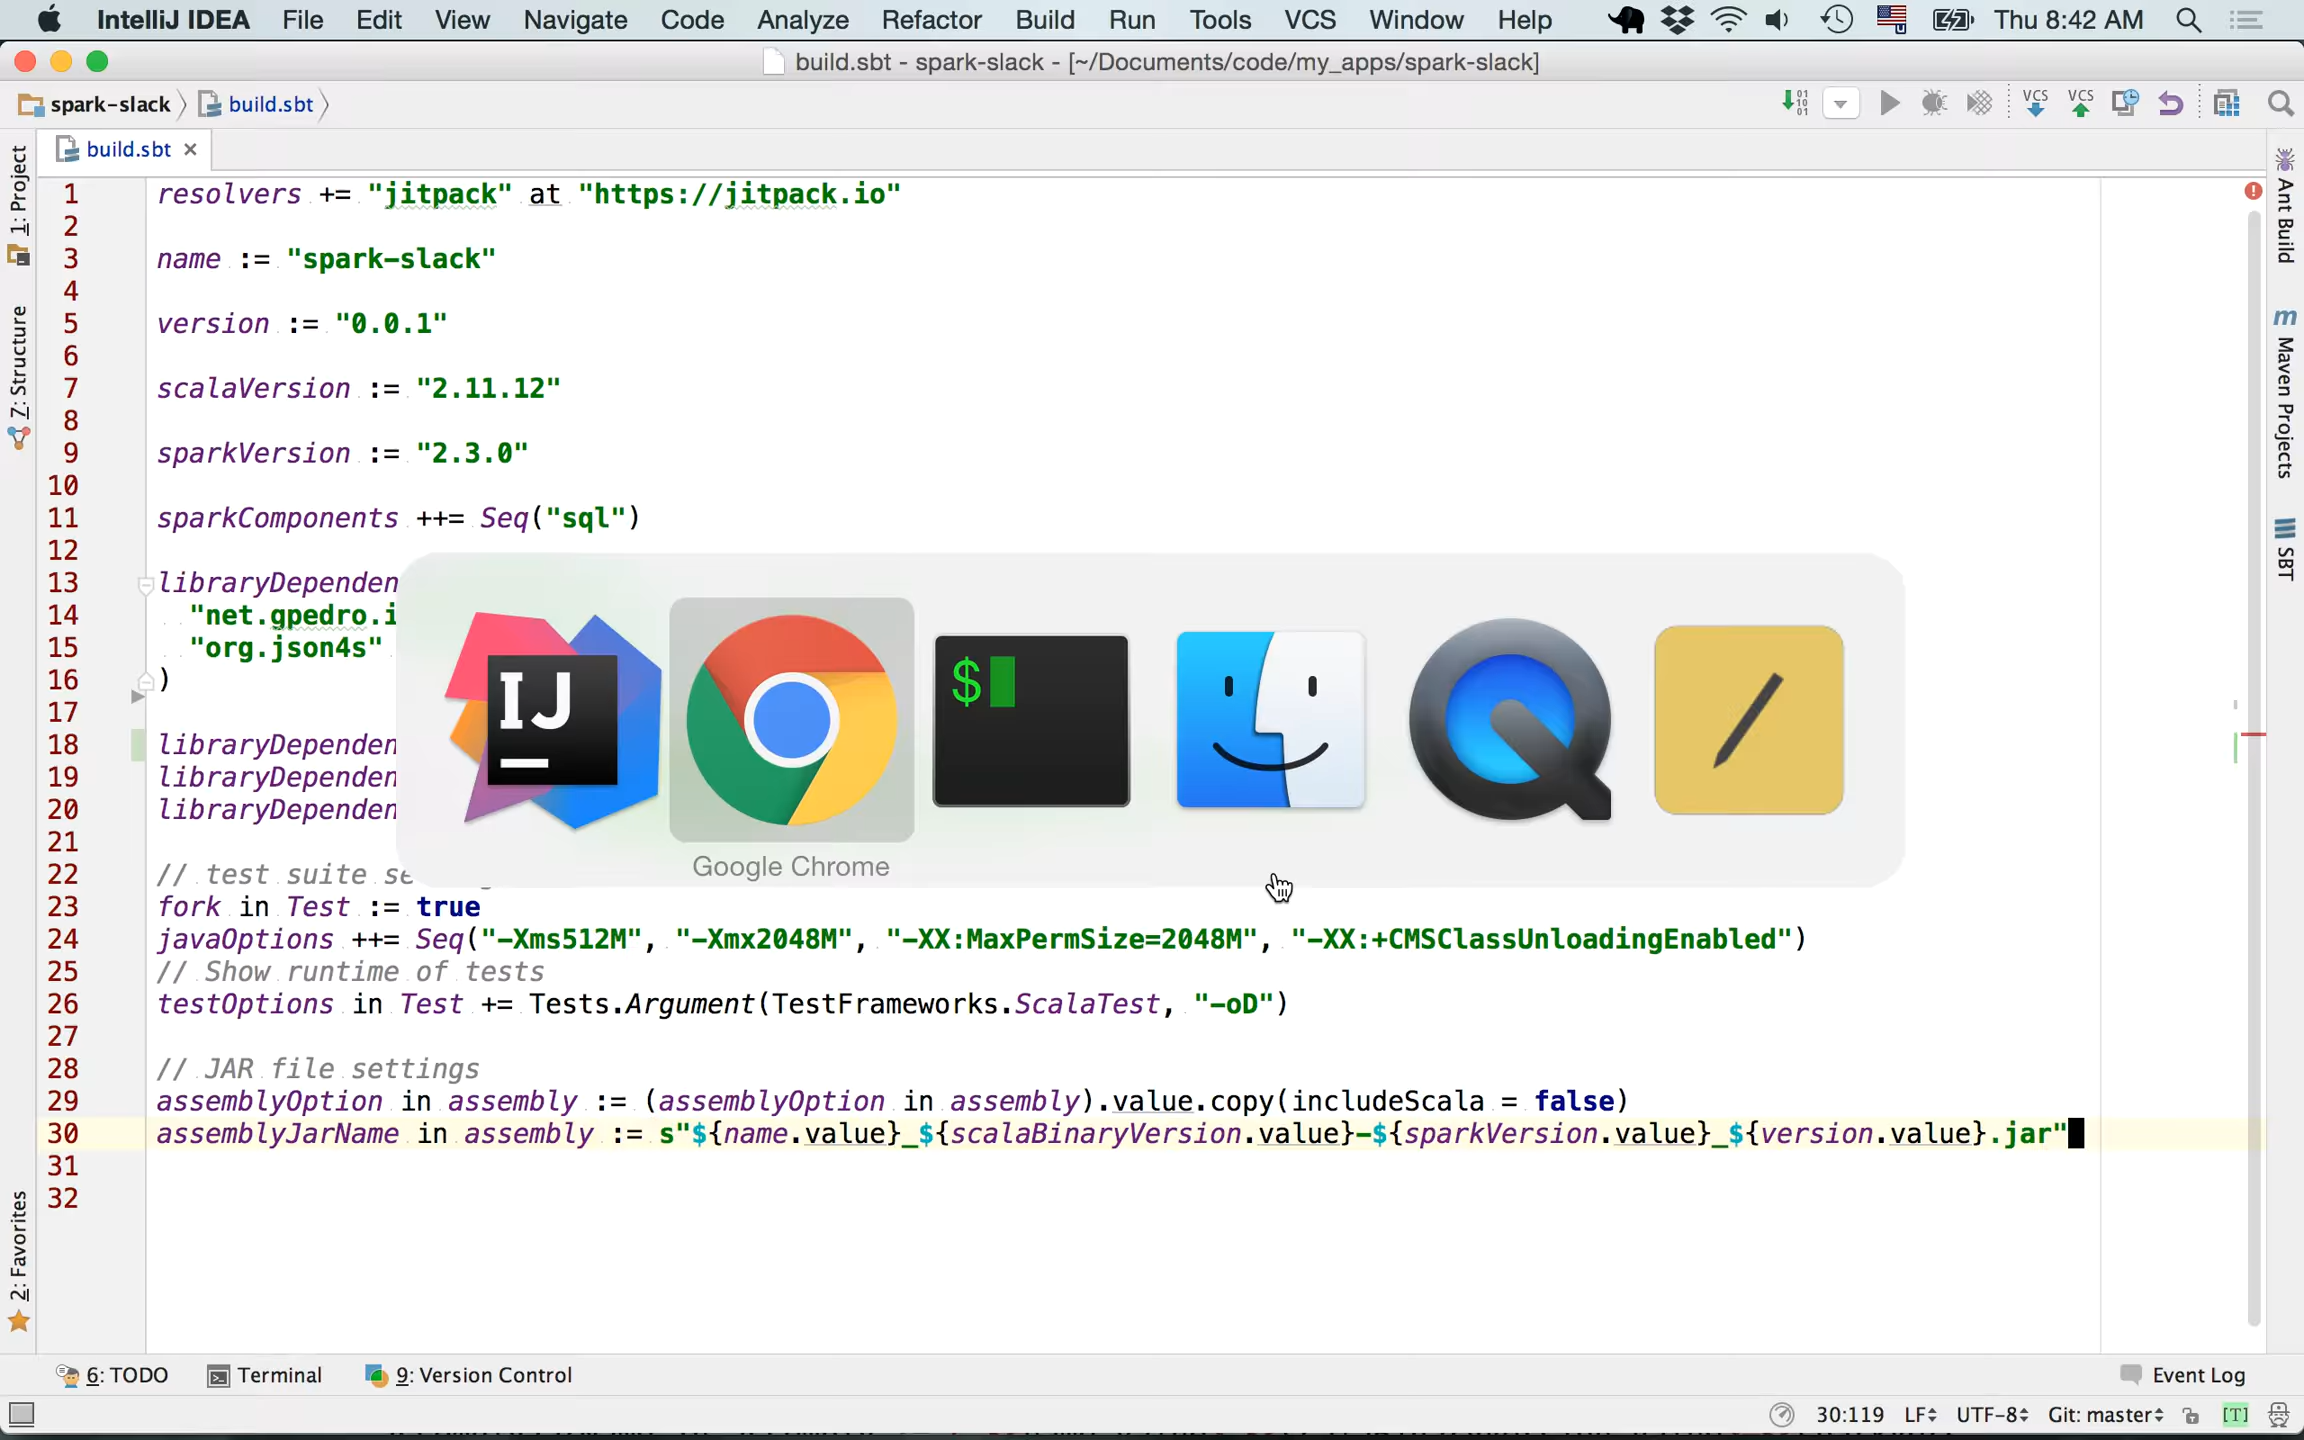 IntelliJ IDEA File Edit View Navigate Code Analyze Refactor Build Run Tools VCS Window Help Thu 8:42 AM
build.sbt - spark-slack - [~/Documents/code/my_apps/spark-slack]
spark-slack build.sbt
VCS VCS
build.sbt
1: Project
7: Structure
2: Favorites
1 resolvers += "jitpack" at "https://jitpack.io"
2
3 name := "spark-slack"
4
5 version := "0.0.1"
6
7 scalaVersion := "2.11.12"
8
9 sparkVersion := "2.3.0"
10
11 sparkComponents ++= Seq("sql")
12
13 libraryDependen
14 "net.gpedro.i
15 "org.json4s"
16 )
17
18 libraryDependen
19 libraryDependen
20 libraryDependen
21
22 // test suite se
23 fork in Test := true
24 javaOptions ++= Seq("-Xms512M", "-Xmx2048M", "-XX:MaxPermSize=2048M", "-XX:+CMSClassUnloadingEnabled")
25 // Show runtime of tests
26 testOptions in Test += Tests.Argument(TestFrameworks.ScalaTest, "-oD")
27
28 // JAR file settings
29 assemblyOption in assembly := (assemblyOption in assembly).value.copy(includeScala = false)
30 assemblyJarName in assembly := s"${name.value}_${scalaBinaryVersion.value}-${sparkVersion.value}_${version.value}.jar"
31
32
IJ
$
Google Chrome
Ant Build
m Maven Projects
SBT
6: TODO Terminal 9: Version Control Event Log
30:119 LF UTF-8 Git: master [T]